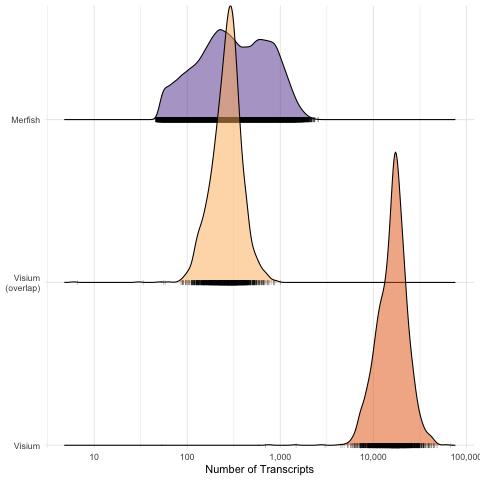 Merfish
Visium
(overlap)
Visium
10 100 1,000 10,000 100,000
Number of Transcripts